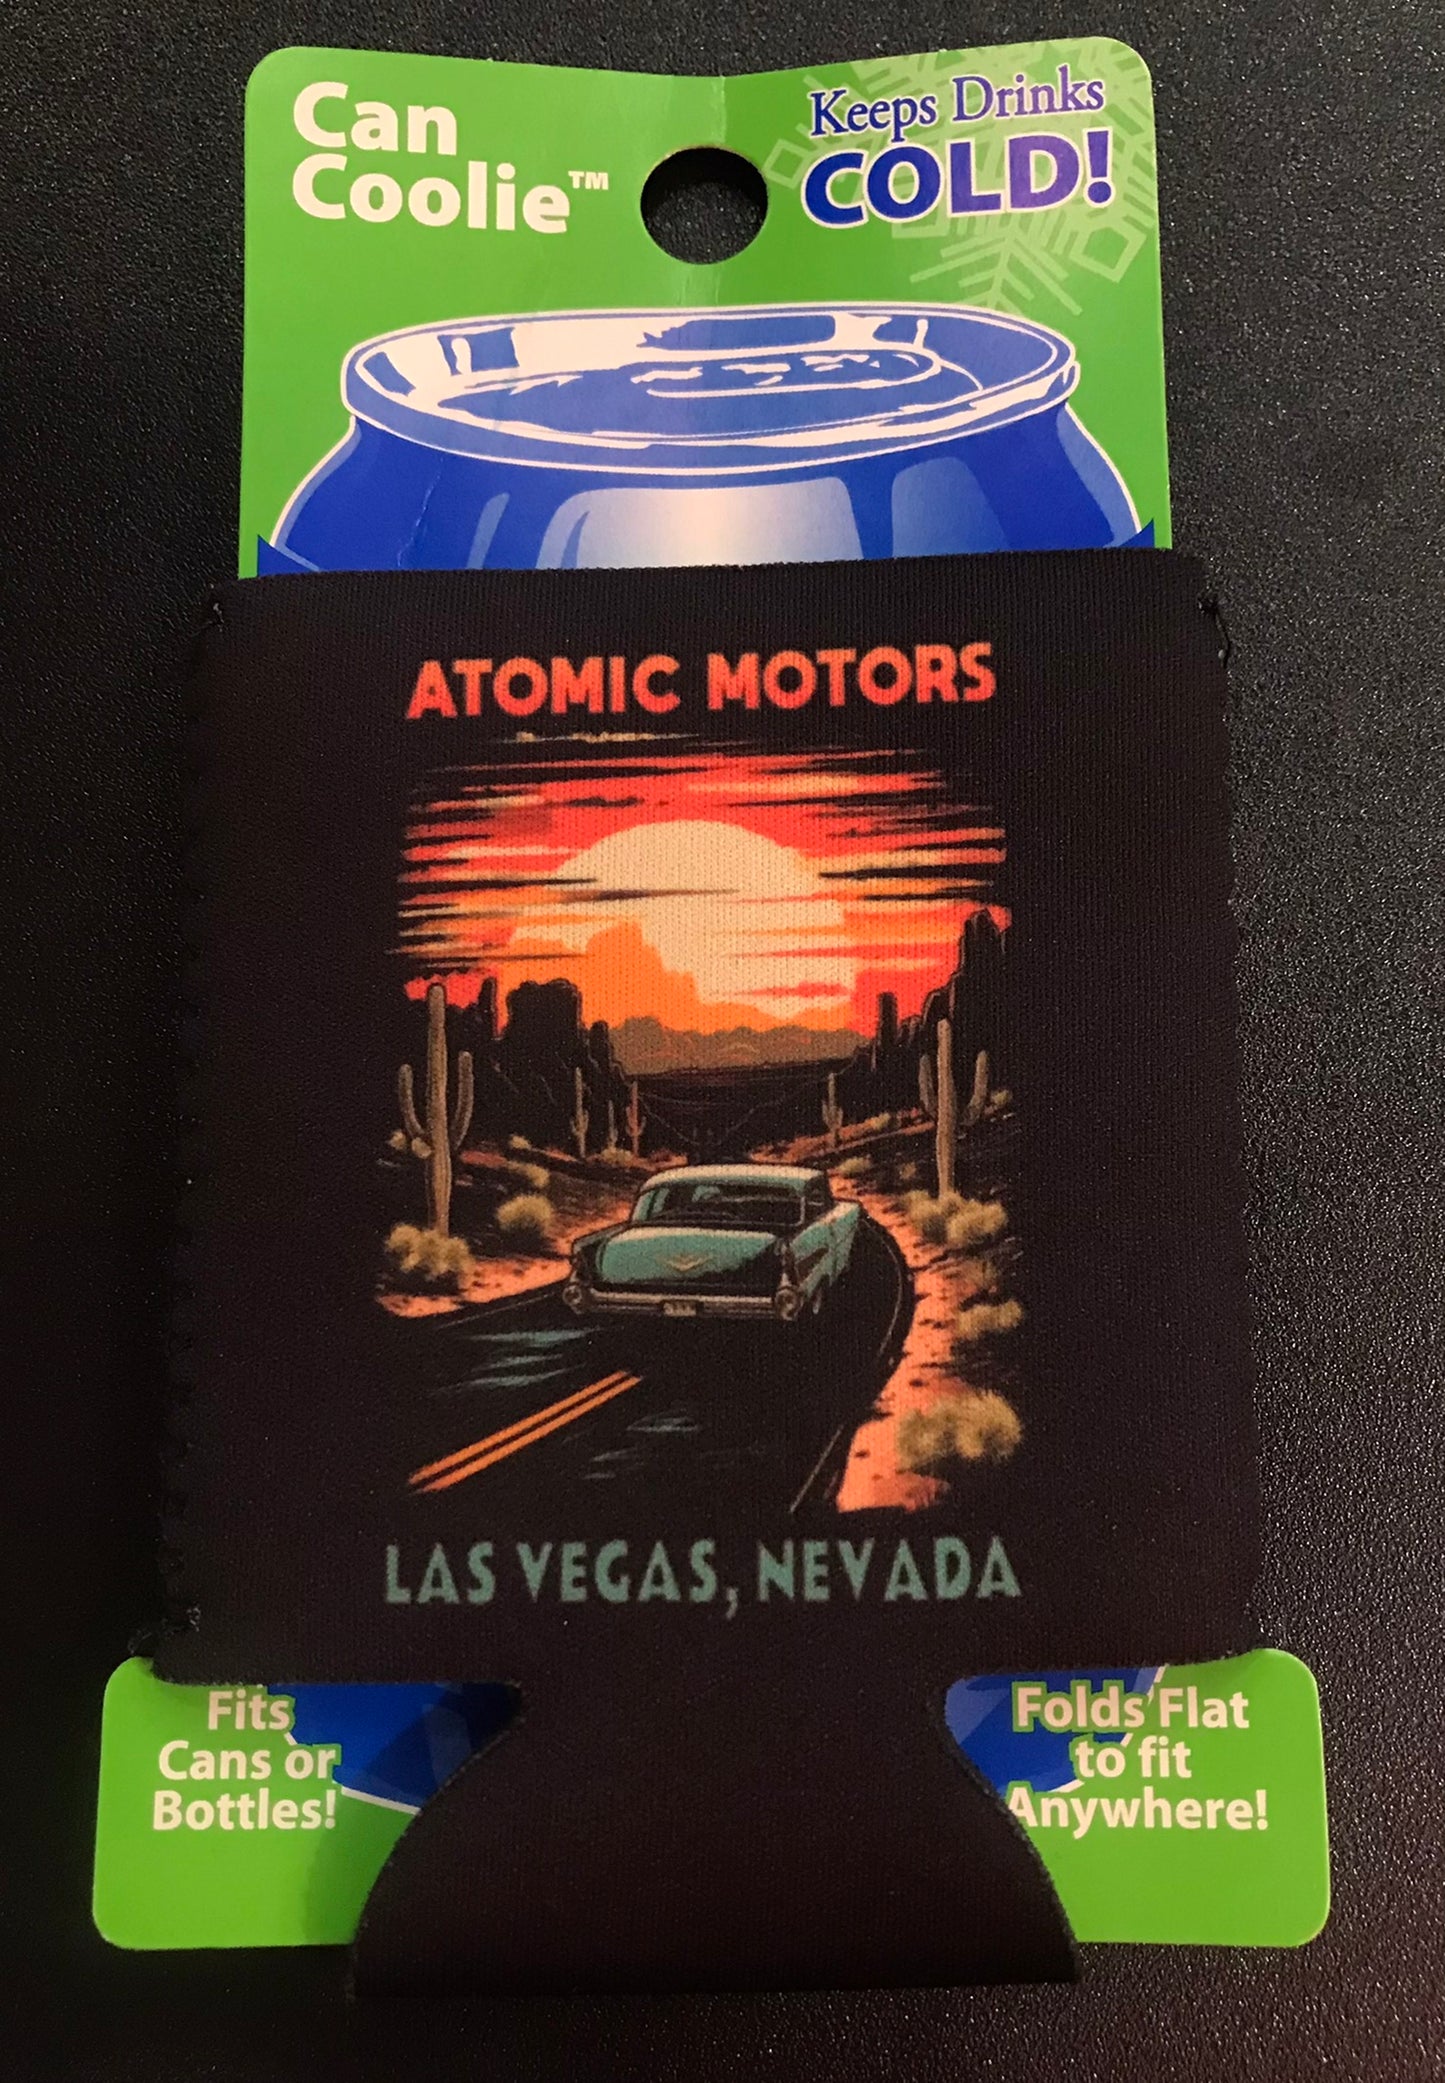 Can
Coolie™
Keeps Drinks
COLD!
ATOMIC MOTORS
LAS VEGAS, NEVADA
Fits
Cans or
Bottles!
Folds Flat
to fit
Anywhere!